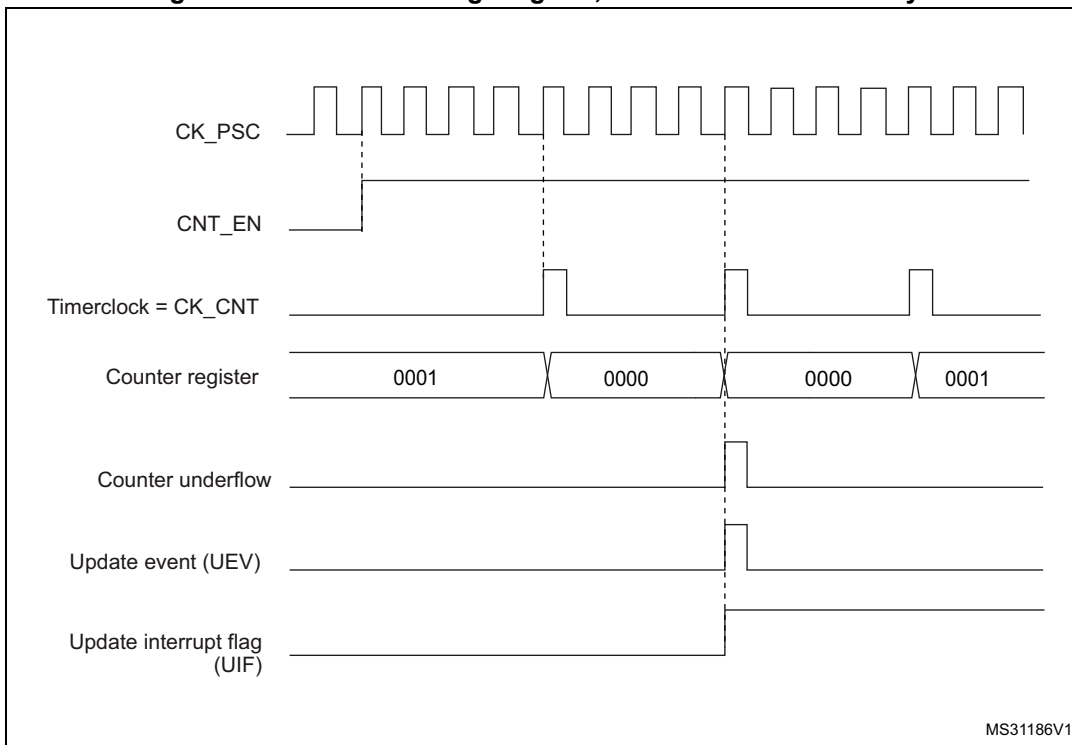 CK_PSC
CNT_EN
Timerclock = CK_CNT
Counter register 0001 0000 0000 0001
Counter underflow
Update event (UEV)
Update interrupt flag
(UIF)
MS31186V1